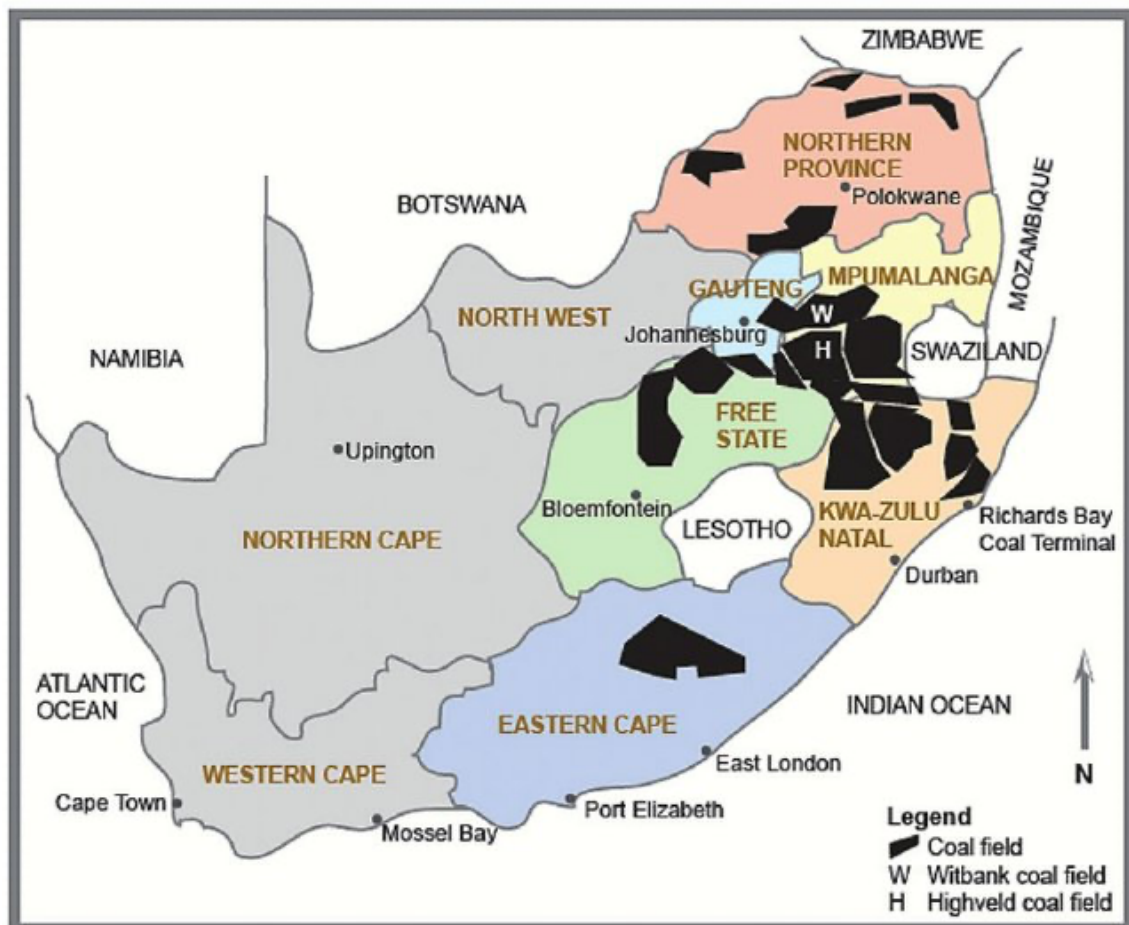 ZIMBABWE
NORTHERN
PROVINCE
Polokwane
BOTSWANA
MOZAMBIQUE
MPUMALANGA
GAUTENG
W
NORTH WEST
Johannesburg
H
SWAZILAND
NAMIBIA
FREE
STATE
Upington
Bloemfontein
KWA-ZULU
NATAL
Richards Bay
Coal Terminal
LESOTHO
NORTHERN CAPE
Durban
ATLANTIC
OCEAN
INDIAN OCEAN
EASTERN CAPE
East London
WESTERN CAPE
N
Cape Town
Port Elizabeth
Mossel Bay
Legend
Coal field
W Witbank coal field
H Highveld coal field